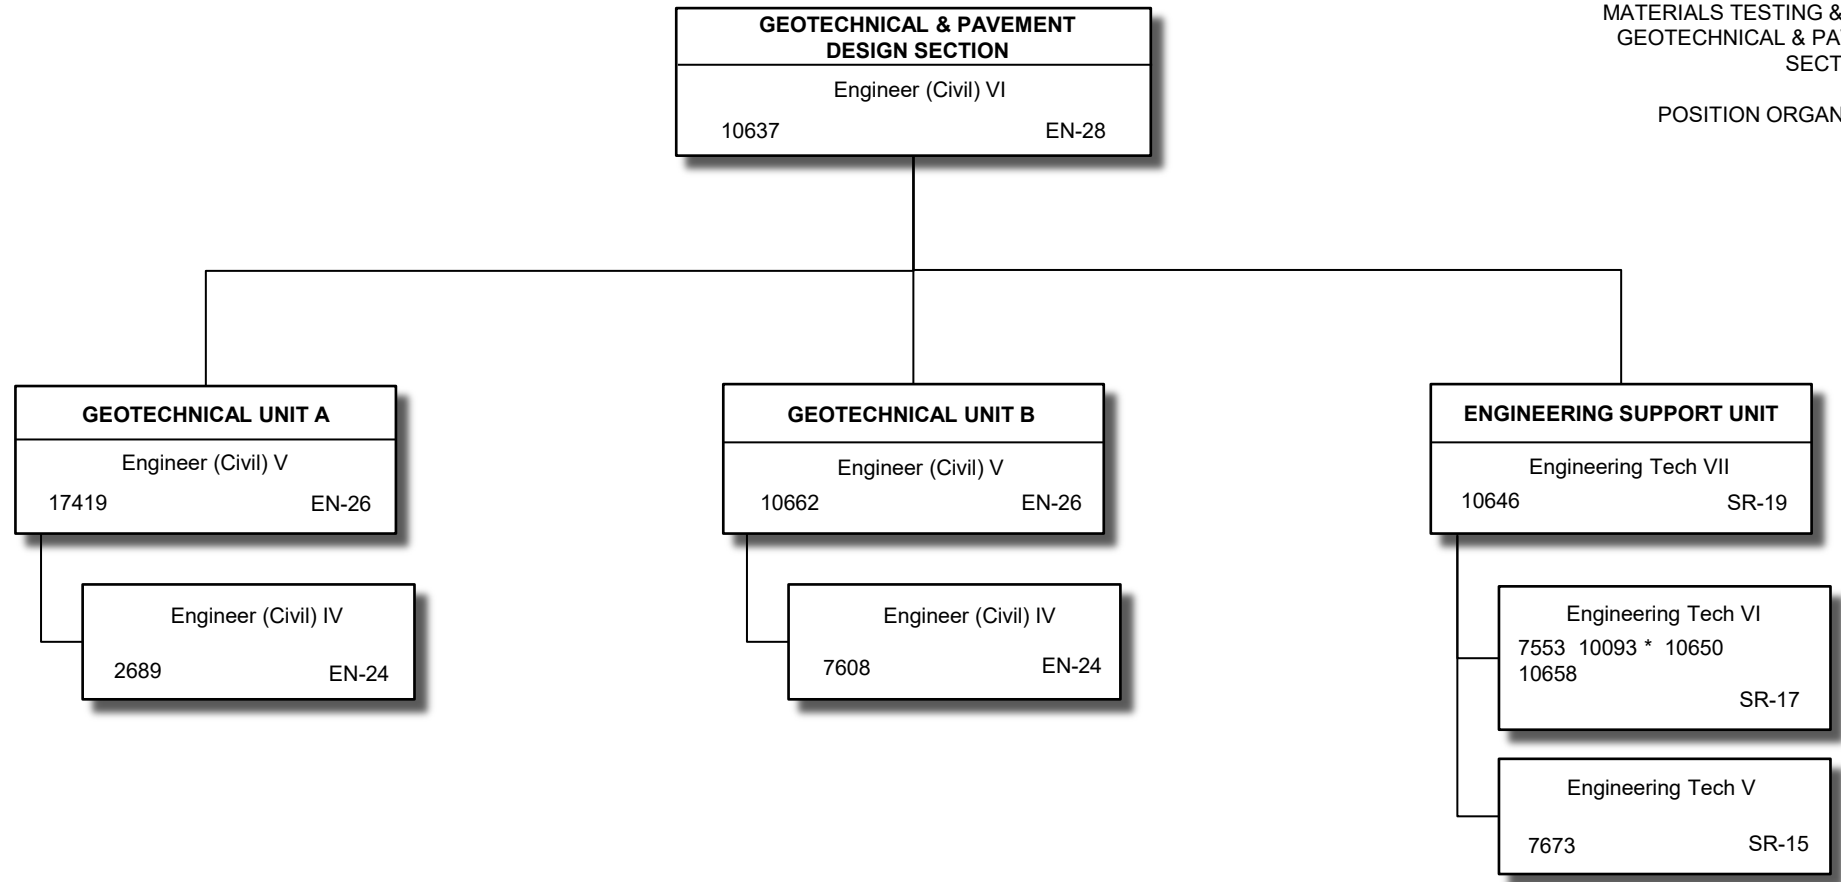 MATERIALS TESTING &
GEOTECHNICAL & PAV
SECT
POSITION ORGAN
GEOTECHNICAL & PAVEMENT
DESIGN SECTION
Engineer (Civil) VI
10637 EN-28
GEOTECHNICAL UNIT A
Engineer (Civil) V
17419 EN-26
Engineer (Civil) IV
2689 EN-24
GEOTECHNICAL UNIT B
Engineer (Civil) V
10662 EN-26
Engineer (Civil) IV
7608 EN-24
ENGINEERING SUPPORT UNIT
Engineering Tech VII
10646 SR-19
Engineering Tech VI
7553 10093 * 10650
10658
SR-17
Engineering Tech V
7673 SR-15